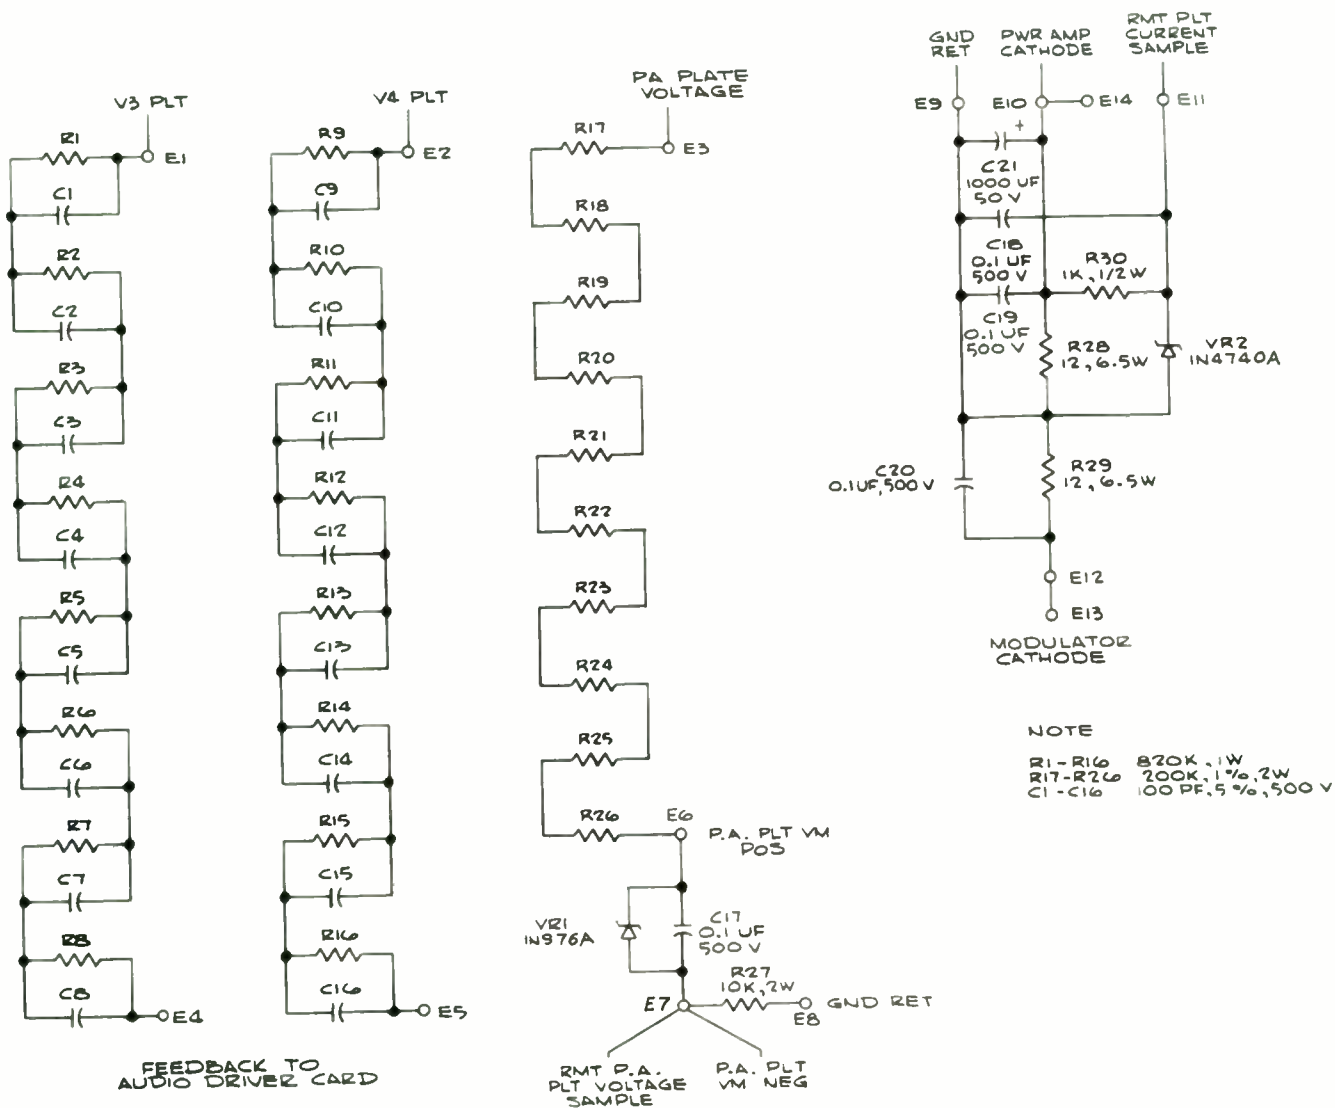 V3 PLT
E1
R1
C1
R2
C2
R3
C3
R4
C4
R5
C5
R6
C6
R7
C7
R8
C8
E4
V4 PLT
E2
R9
C9
R10
C10
R11
C11
R12
C12
R13
C13
R14
C14
R15
C15
R16
C16
E5
FEEDBACK TO
AUDIO DRIVER CARD
PA PLATE
VOLTAGE
E3
R17
R18
R19
R20
R21
R22
R23
R24
R25
R26
E6
P.A. PLT VM
POS
VR1
1N976A
C17
0.1 UF
500 V
E7
R27
10K,2W
E8
GND RET
RMT P.A.
PLT VOLTAGE
SAMPLE
P.A. PLT
VM NEG
GND
RET
PWR AMP
CATHODE
RMT PLT
CURRENT
SAMPLE
E9
E10
E14
E11
+
C21
1000 UF
50 V
C18
0.1 UF
500 V
R30
1K, 1/2W
C19
0.1 UF
500 V
R28
12, 6.5W
VR2
1N4740A
C20
0.1UF,500 V
R29
12, 6.5W
E12
E13
MODULATOR
CATHODE
NOTE
R1-R16 820K, 1W
R17-R26 200K, 1%, 2W
C1-C16 100 PF, 5%, 500 V